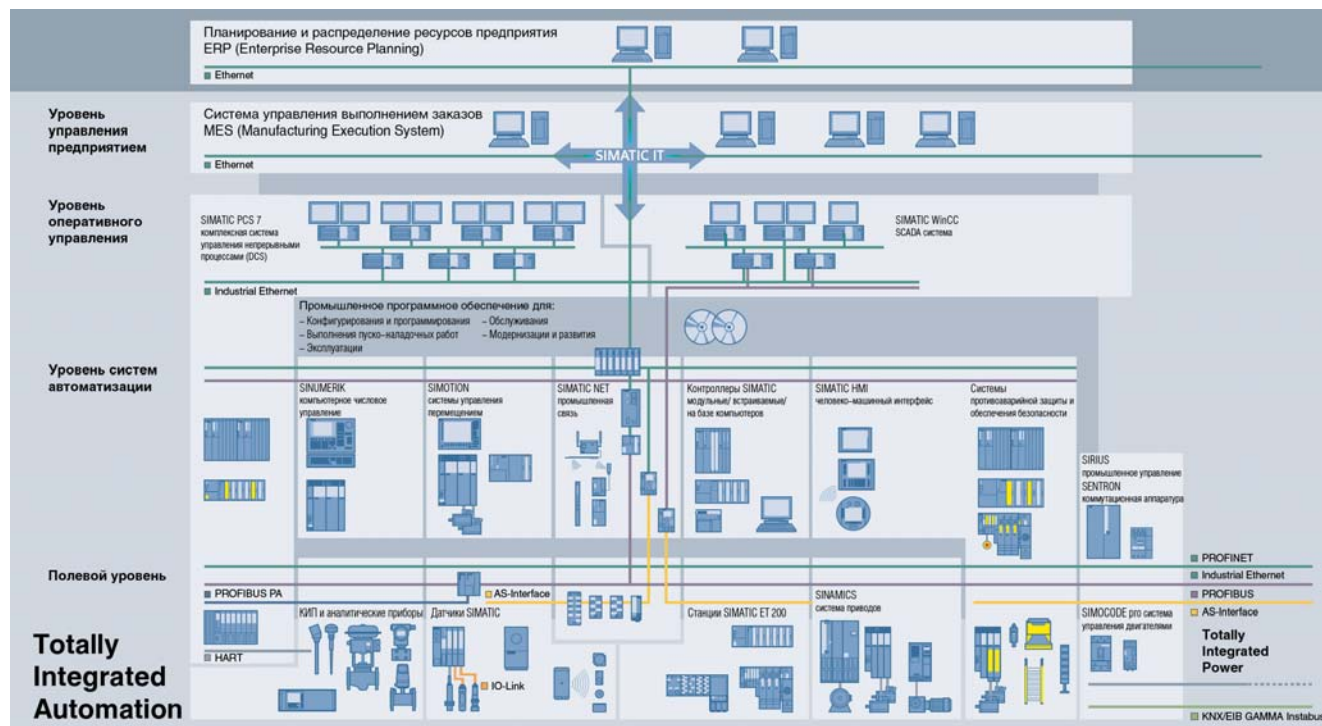 Планирование и распределение ресурсов предприятия
ERP (Enterprise Resource Planning)
Ethernet
Уровень
управления
предприятием
Система управления выполнением заказов
MES (Manufacturing Execution System)
SIMATIC IT
Ethernet
Уровень
оперативного
управления
SIMATIC PCS 7
комплексная система
управления непрерывными
процессами (DCS)
SIMATIC WinCC
SCADA система
Industrial Ethernet
Промышленное программное обеспечение для:
– Конфигурирования и программирования
– Выполнения пуско–наладочных работ
– Эксплуатации
– Обслуживания
– Модернизации и развития
Уровень систем
автоматизации
SINUMERIK
компьютерное числовое
управление
SIMOTION
системы управления
перемещением
SIMATIC NET
промышленная
связь
Контроллеры SIMATIC
модульные/ встраиваемые/
на базе компьютеров
SIMATIC HMI
человеко–машинный интерфейс
Системы
противоаварийной защиты и
обеспечения безопасности
SIRIUS
промышленное управление
SENTRON
коммутационная аппаратура
Полевой уровень
PROFINET
Industrial Ethernet
PROFIBUS
AS-Interface
PROFIBUS PA
AS-Interface
КИП и аналитические приборы
Датчики SIMATIC
Станции SIMATIC ET 200
SINAMICS
система приводов
SIMOCODE pro система
управления двигателями
HART
IO-Link
Totally
Integrated
Automation
Totally
Integrated
Power
KNX/EIB GAMMA Instabus